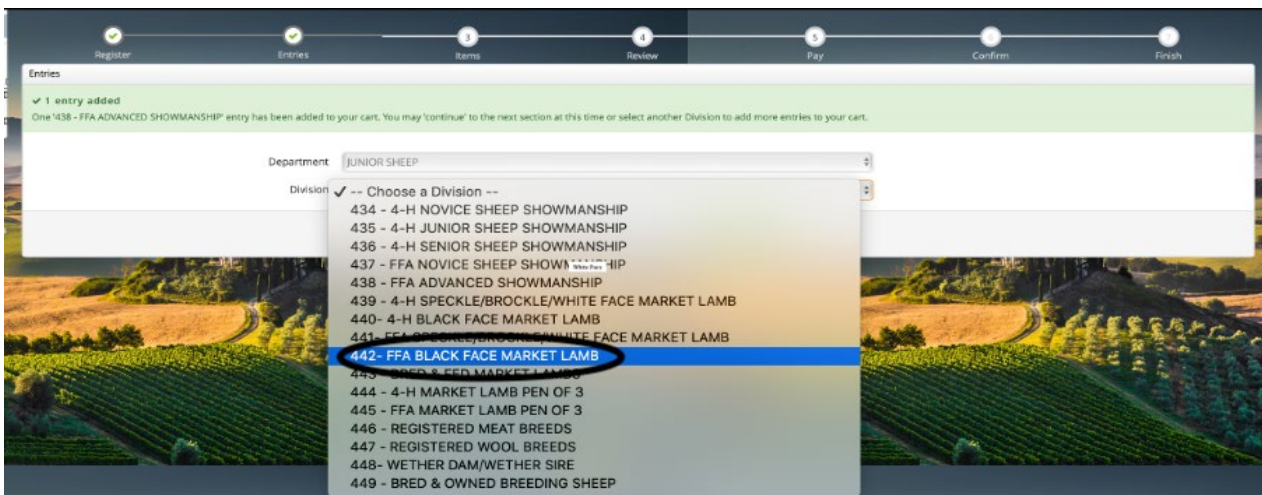 3 4 5
Register Entries Items Review Pay Confirm Finish
Entries
✔ 1 entry added
One '438 - FFA ADVANCED SHOWMANSHIP' entry has been added to your cart. You may 'continue' to the next section at this time or select another Division to add more entries to your cart.
Department JUNIOR SHEEP
Division ✓ -- Choose a Division --
434 - 4-H NOVICE SHEEP SHOWMANSHIP
435 - 4-H JUNIOR SHEEP SHOWMANSHIP
436 - 4-H SENIOR SHEEP SHOWMANSHIP
437 - FFA NOVICE SHEEP
438 - FFA ADVANCED SHOWMANSHIP
439 - 4-H SPECKLE/BROCKLE/WHITE FACE MARKET LAMB
440- 4-H BLACK FACE MARKET LAMB
441- FFA SPECKLE/BROCKLE/WHITE FACE MARKET LAMB
442- FFA BLACK FACE MARKET LAMB
443 - BRED & FED MARKET LAMBS
444 - 4-H MARKET LAMB PEN OF 3
445 - FFA MARKET LAMB PEN OF 3
446 - REGISTERED MEAT BREEDS
447 - REGISTERED WOOL BREEDS
448- WETHER DAM/WETHER SIRE
449 - BRED & OWNED BREEDING SHEEP